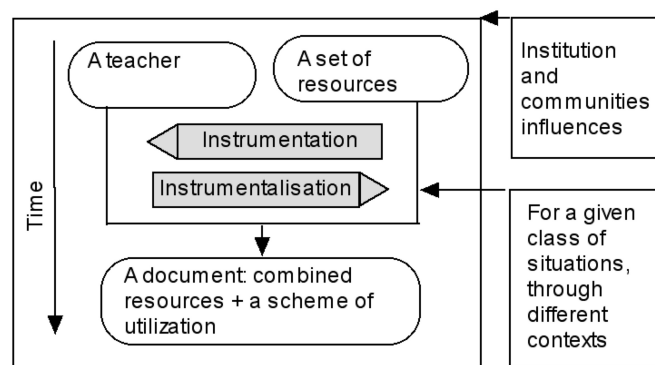 A teacher
A set of
resources
Institution
and
communities
influences
Instrumentation
Instrumentalisation
Time
For a given
class of
situations,
through
different
contexts
A document: combined
resources + a scheme of
utilization